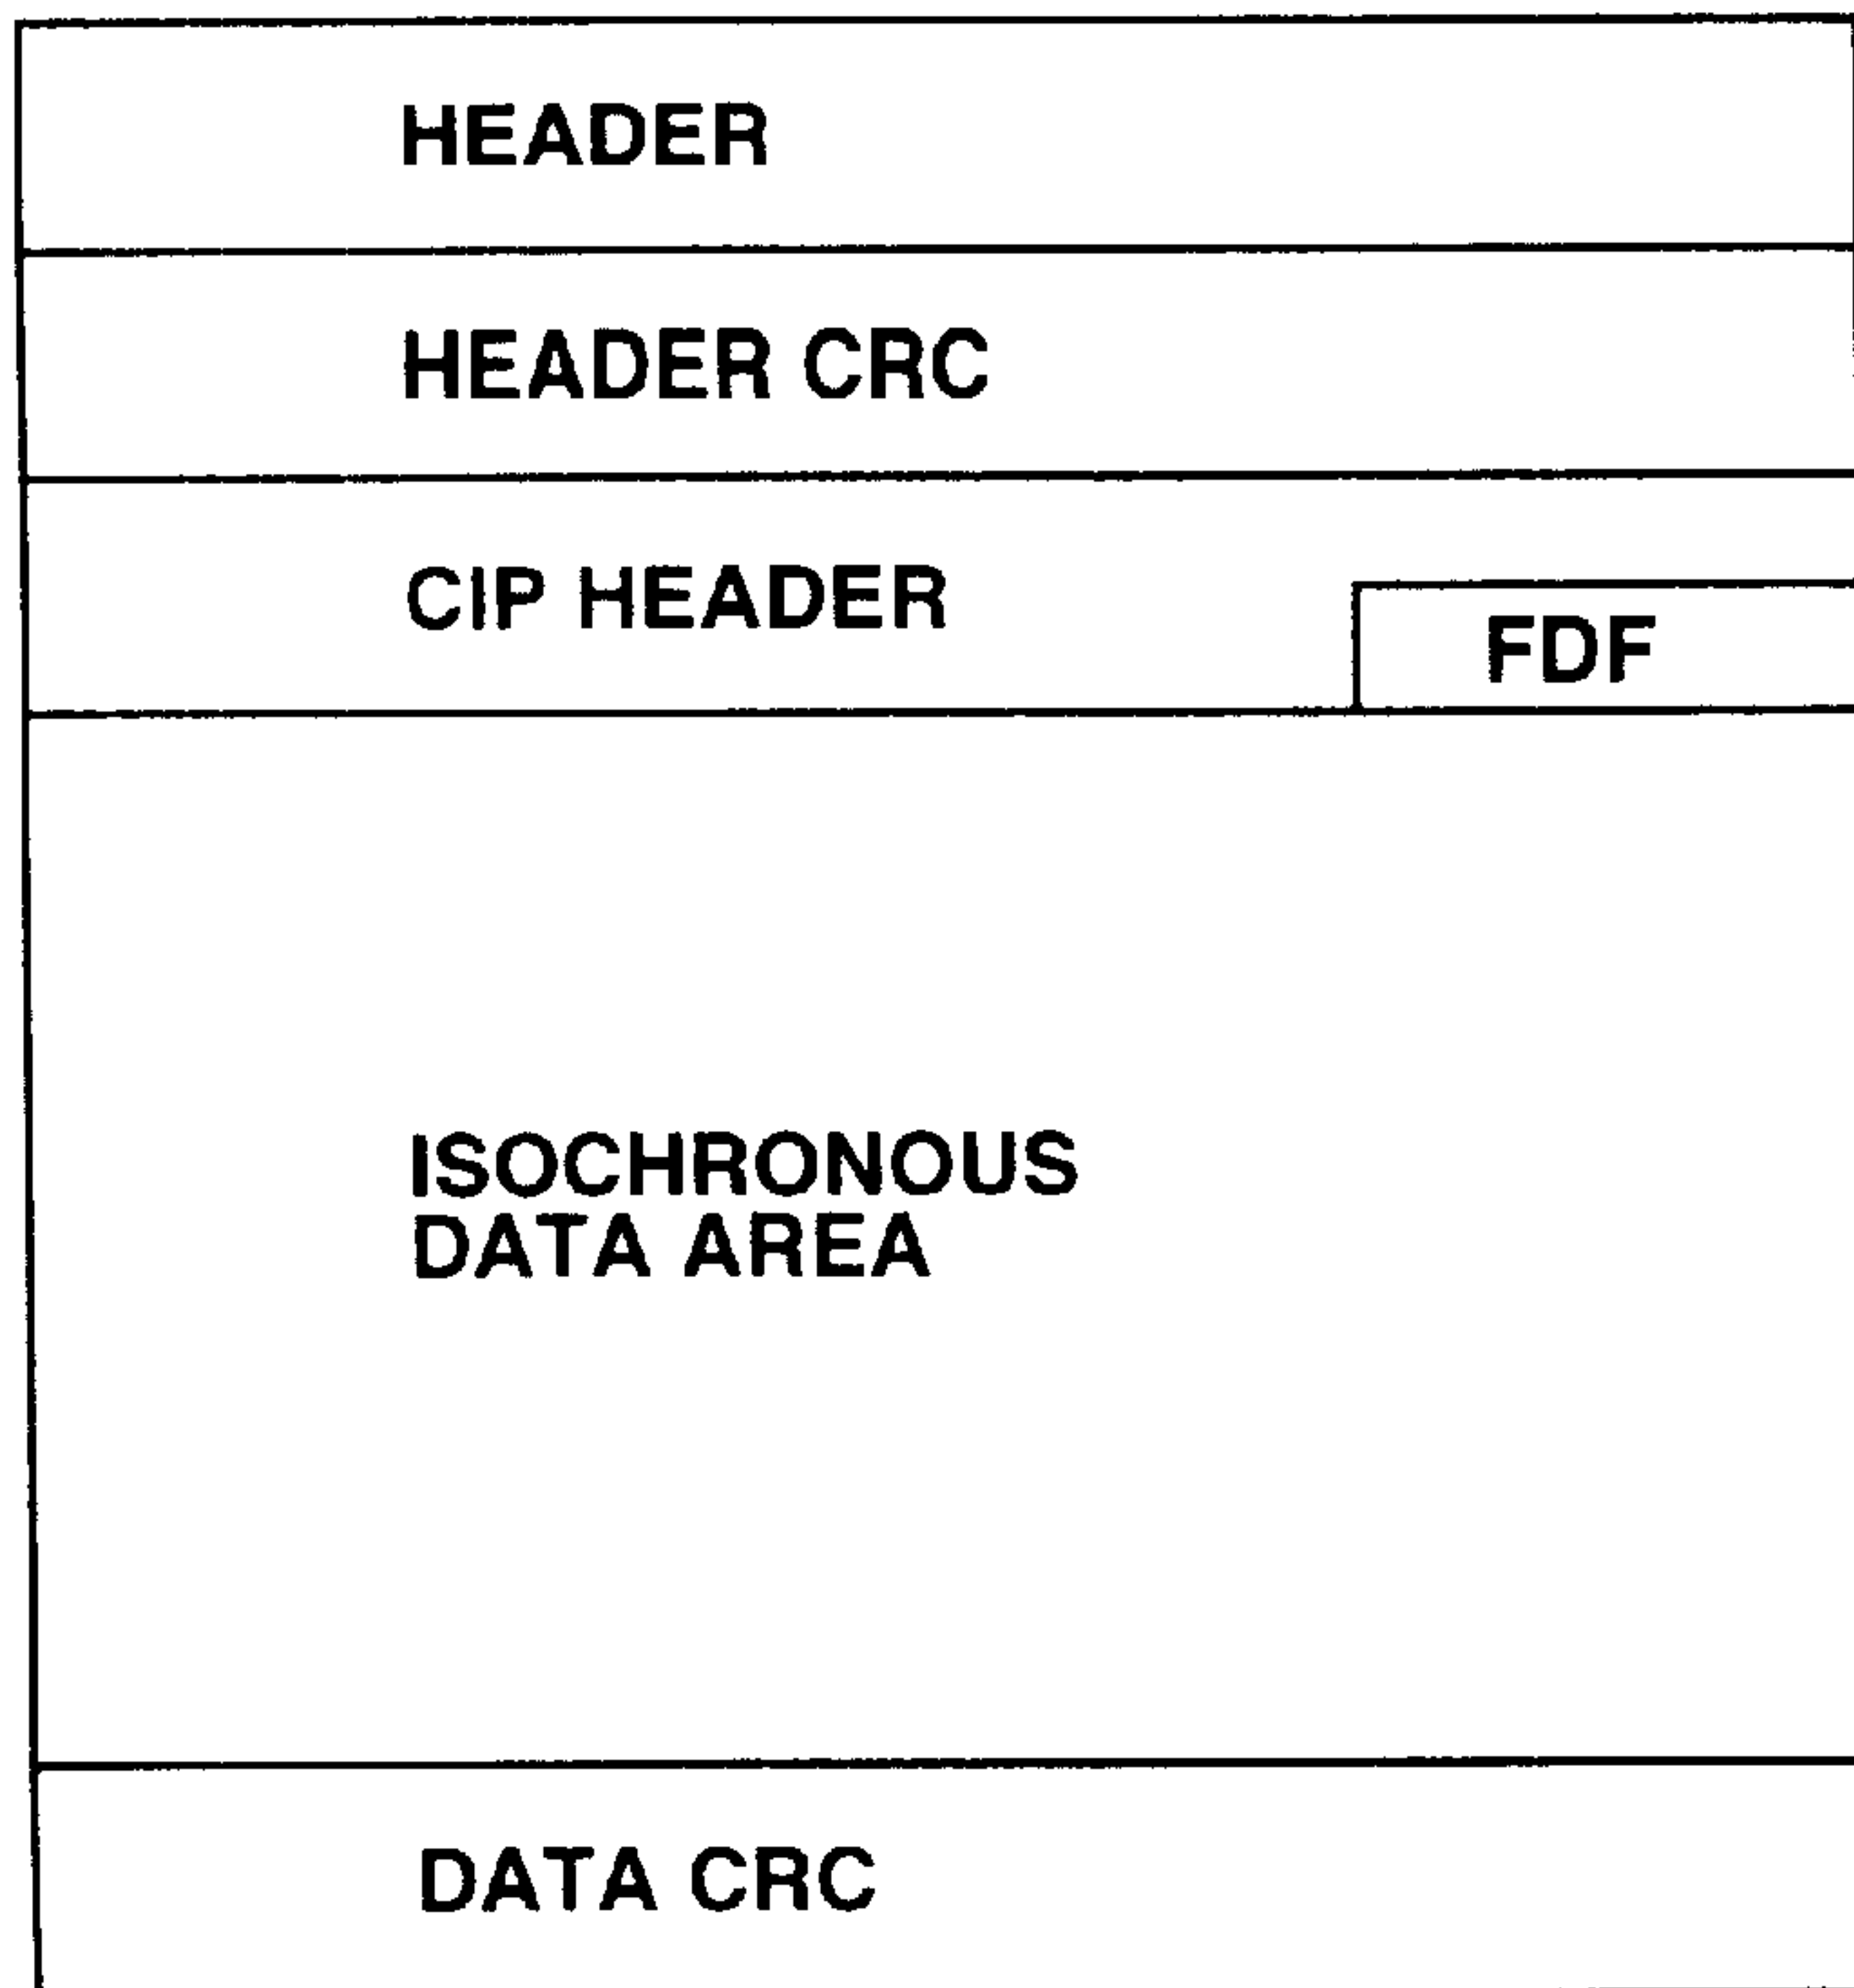 HEADER
HEADER CRC
CIP HEADER
FDF
ISOCHRONOUS
DATA AREA
DATA CRC